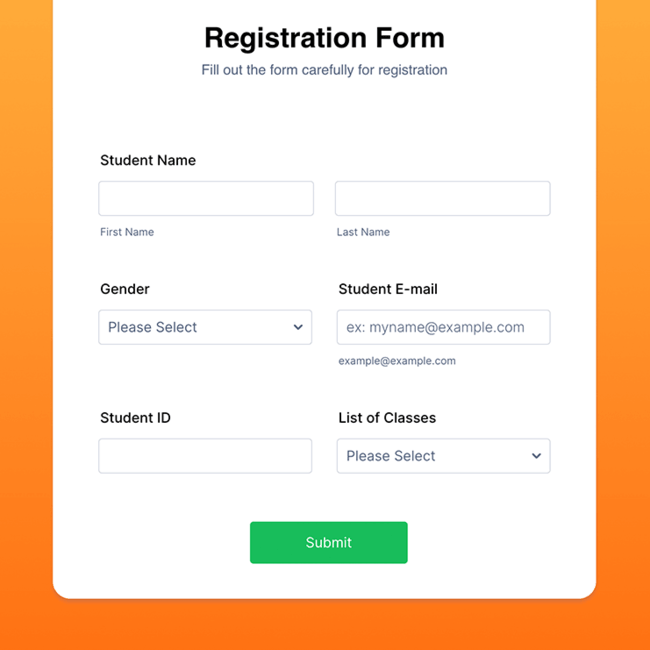 Registration Form
Fill out the form carefully for registration
Student Name
First Name
Last Name
Gender
Student E-mail
Please Select
ex: myname@example.com
example@example.com
Student ID
List of Classes
Please Select
Submit